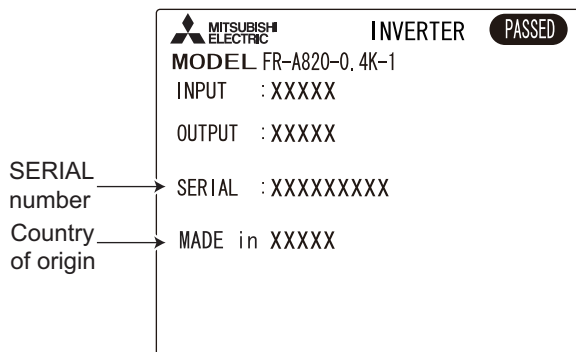 MITSUBISHI
ELECTRIC
INVERTER PASSED
MODEL FR-A820-0.4K-1
INPUT :XXXXX
OUTPUT :XXXXX
SERIAL
number
SERIAL :XXXXXXXXX
Country
of origin
MADE in XXXXX